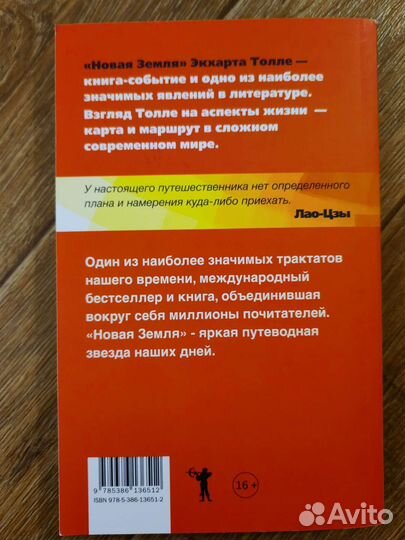 «Новая Земля» Экхарта Толле —
книга-событие и одно из наиболее
значимых явлений в литературе.
Взгляд Толле на аспекты жизни —
карта и маршрут в сложном
современном мире.
У настоящего путешественника нет определенного
плана и намерения куда-либо приехать.
Лао-Цзы
Один из наиболее значимых трактатов
нашего времени, международный
бестселлер и книга, объединившая
вокруг себя миллионы почитателей.
«Новая Земля» - яркая путеводная
звезда наших дней.
9 785386 136512
ISBN 978-5-386-13651-2
16+
Avito